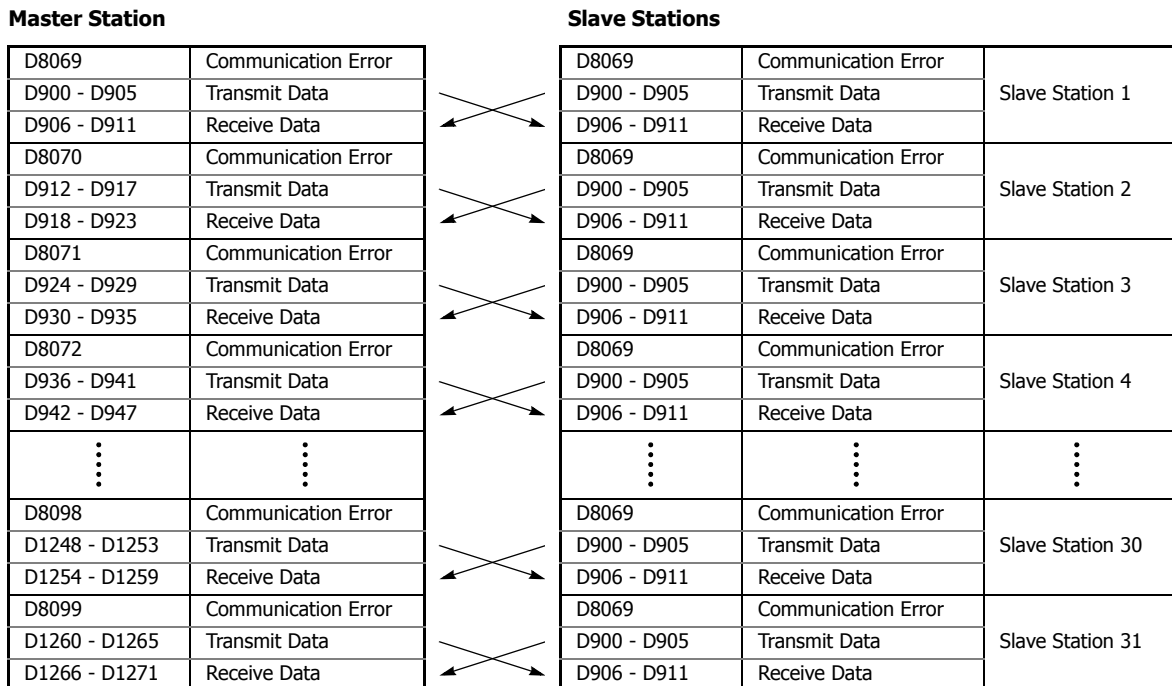 Master Station Slave Stations
D8069 Communication Error D8069 Communication Error
D900 - D905 Transmit Data D900 - D905 Transmit Data Slave Station 1
D906 - D911 Receive Data D906 - D911 Receive Data
D8070 Communication Error D8069 Communication Error
D912 - D917 Transmit Data D900 - D905 Transmit Data Slave Station 2
D918 - D923 Receive Data D906 - D911 Receive Data
D8071 Communication Error D8069 Communication Error
D924 - D929 Transmit Data D900 - D905 Transmit Data Slave Station 3
D930 - D935 Receive Data D906 - D911 Receive Data
D8072 Communication Error D8069 Communication Error
D936 - D941 Transmit Data D900 - D905 Transmit Data Slave Station 4
D942 - D947 Receive Data D906 - D911 Receive Data
D8098 Communication Error D8069 Communication Error
D1248 - D1253 Transmit Data D900 - D905 Transmit Data Slave Station 30
D1254 - D1259 Receive Data D906 - D911 Receive Data
D8099 Communication Error D8069 Communication Error
D1260 - D1265 Transmit Data D900 - D905 Transmit Data Slave Station 31
D1266 - D1271 Receive Data D906 - D911 Receive Data